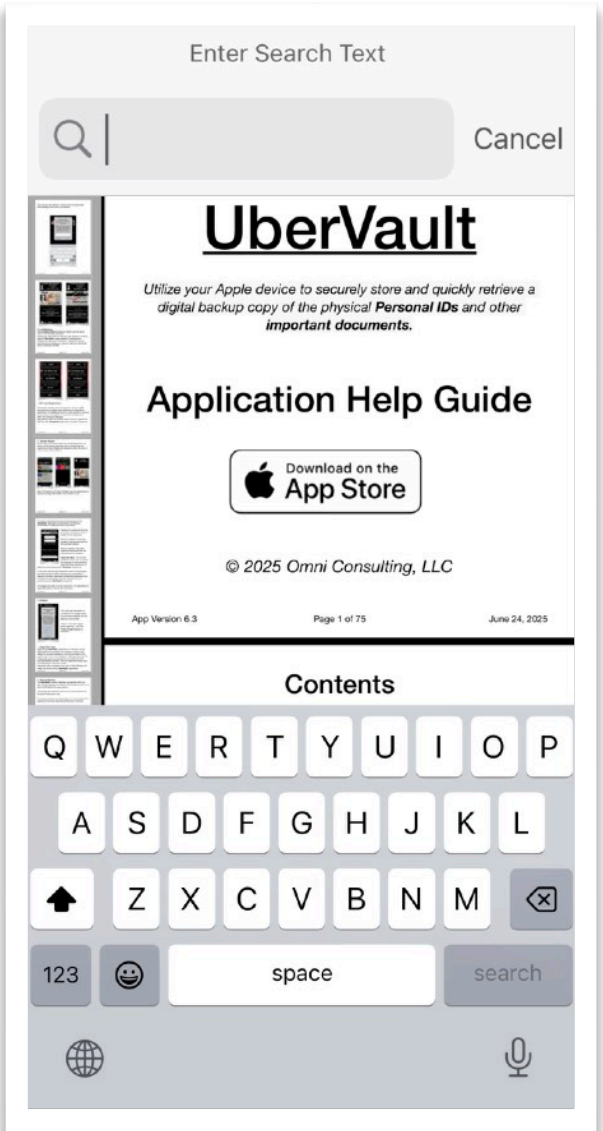 Enter Search Text
Cancel
UberVault
Utilize your Apple device to securely store and quickly retrieve a
digital backup copy of the physical Personal IDs and other
important documents.
Application Help Guide
Download on the
App Store
© 2025 Omni Consulting, LLC
App Version 6.3 Page 1 of 75 June 24, 2025
Contents
Q W E R T Y U I O P
A S D F G H J K L
Z X C V B N M
123 space search